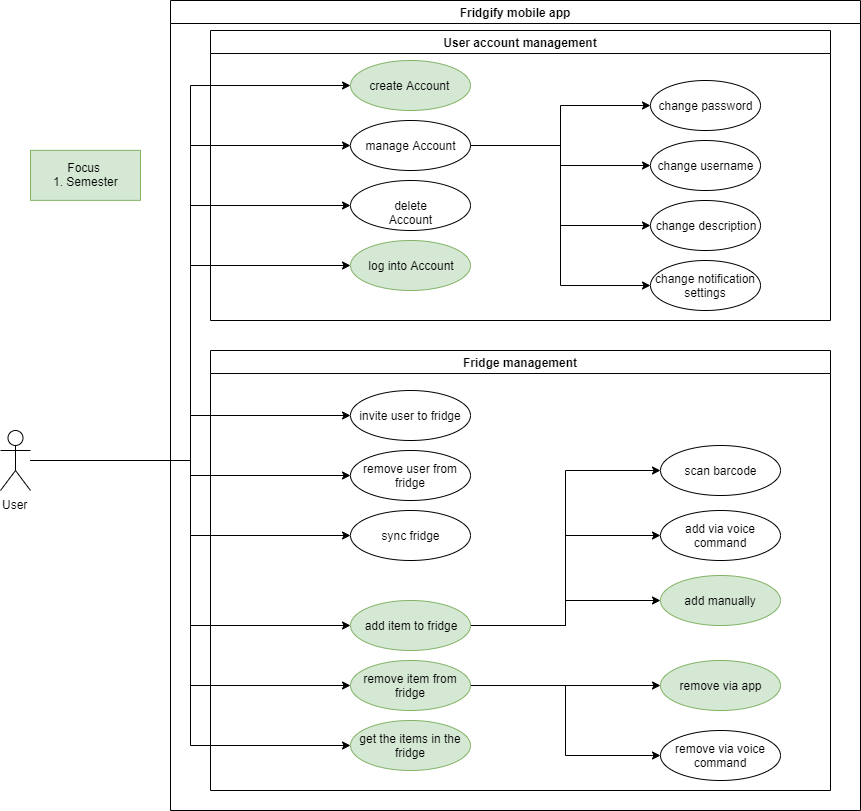 Fridgify mobile app
User account management
create Account
manage Account
delete
Account
log into Account
change password
change username
change description
change notification
settings
Focus
1. Semester
Fridge management
invite user to fridge
remove user from
fridge
sync fridge
add item to fridge
remove item from
fridge
get the items in the
fridge
scan barcode
add via voice
command
add manually
remove via app
remove via voice
command
User